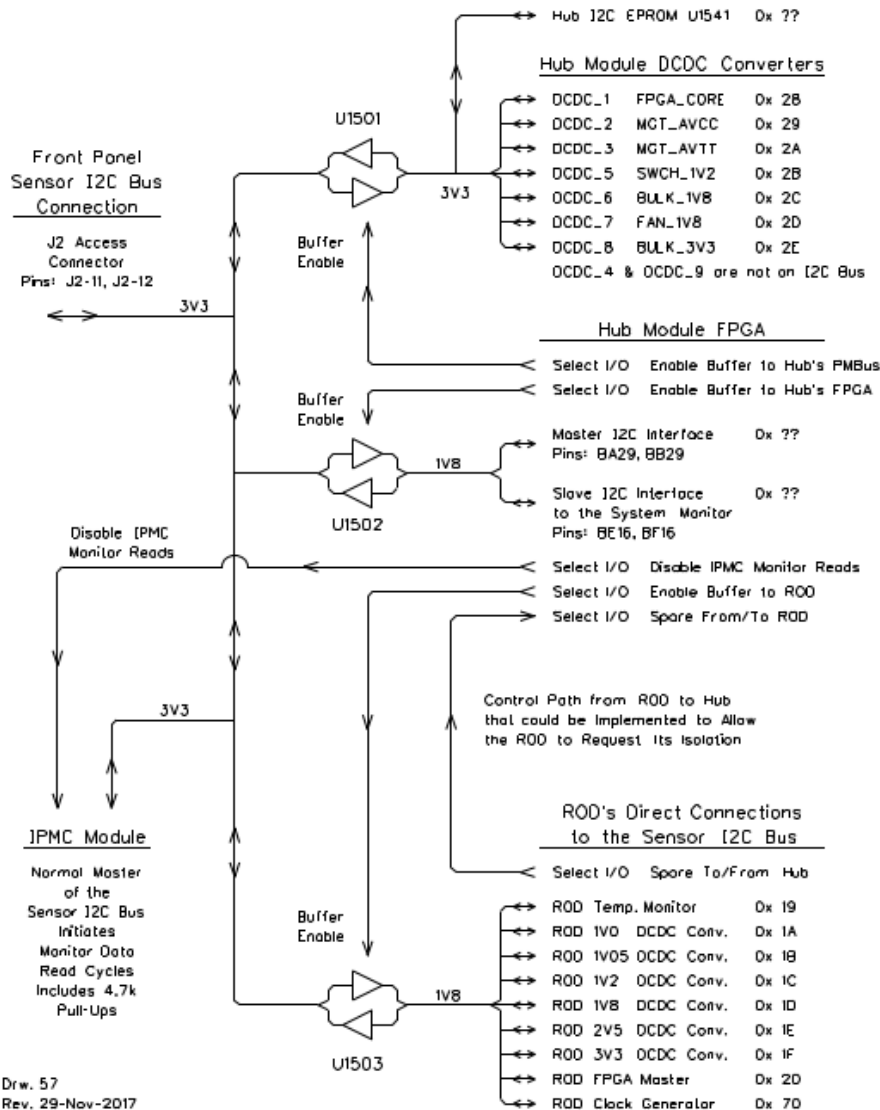 Hub I2C EPROM U1541 0x ??
Hub Module DCDC Converters
DCDC_1 FPGA_CORE 0x 28
DCDC_2 MGT_AVCC 0x 29
DCDC_3 MGT_AVTT 0x 2A
DCDC_5 SWCH_1V2 0x 2B
DCDC_6 BULK_1V8 0x 2C
DCDC_7 FAN_1V8 0x 2D
DCDC_8 BULK_3V3 0x 2E
DCDC_4 & DCDC_9 are not on I2C Bus
U1501
3V3
Buffer
Enable
Front Panel
Sensor I2C Bus
Connection
J2 Access
Connector
Pins: J2-11, J2-12
3V3
Hub Module FPGA
Select I/O Enable Buffer to Hub's PMBus
Select I/O Enable Buffer to Hub's FPGA
Buffer
Enable
1V8
U1502
Master I2C Interface 0x ??
Pins: BA29, BB29
Slave I2C Interface 0x ??
to the System Monitor
Pins: BE16, BF16
Disable IPMC
Monitor Reads
Select I/O Disable IPMC Monitor Reads
Select I/O Enable Buffer to ROD
Select I/O Spare From/To ROD
Control Path from ROD to Hub
that could be Implemented to Allow
the ROD to Request Its Isolation
3V3
IPMC Module
Normal Master
of the
Sensor I2C Bus
Initiates
Monitor Data
Read Cycles
Includes 4.7k
Pull-Ups
ROD's Direct Connections
to the Sensor I2C Bus
Select I/O Spare To/From Hub
Buffer
Enable
1V8
U1503
ROD Temp. Monitor 0x 19
ROD 1V0 DCDC Conv. 0x 1A
ROD 1V05 DCDC Conv. 0x 1B
ROD 1V2 DCDC Conv. 0x 1C
ROD 1V8 DCDC Conv. 0x 1D
ROD 2V5 DCDC Conv. 0x 1E
ROD 3V3 DCDC Conv. 0x 1F
ROD FPGA Master 0x 20
ROD Clock Generator 0x 70
Drw. 57
Rev. 29-Nov-2017